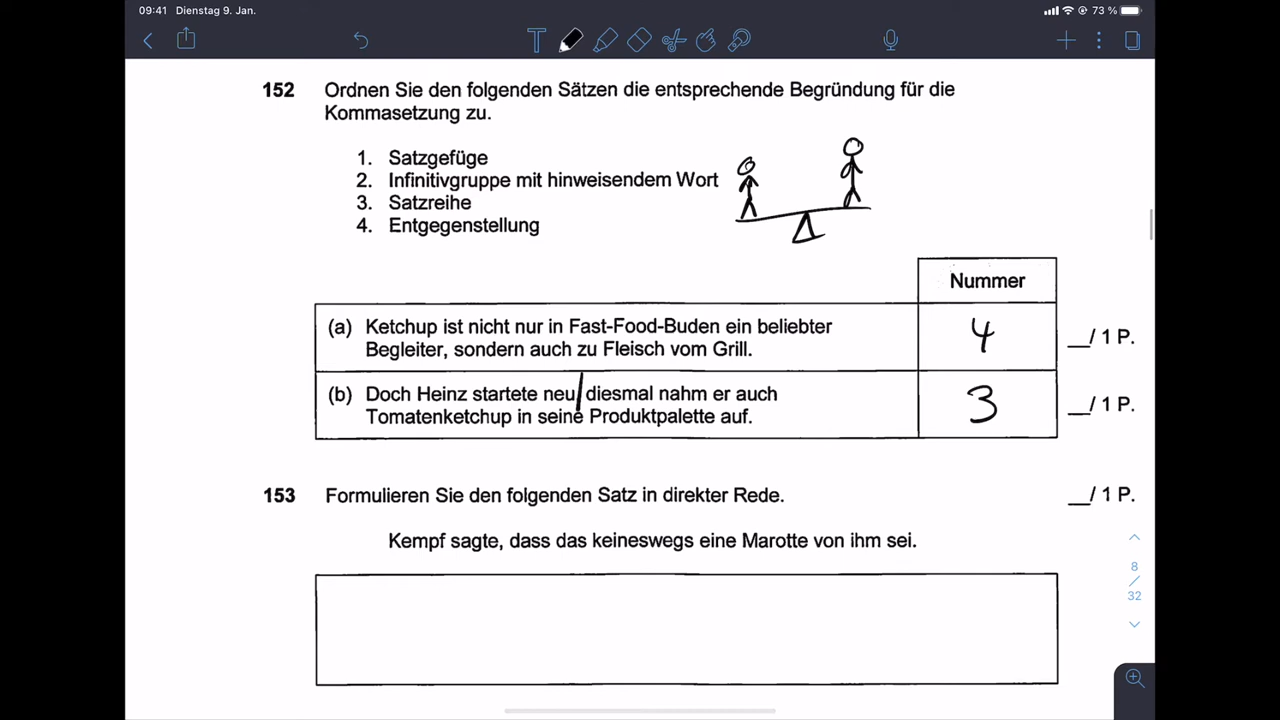 09:41 Dienstag 9. Jan.
73 %
T
152 Ordnen Sie den folgenden Sätzen die entsprechende Begründung für die
Kommasetzung zu.
1. Satzgefüge
2. Infinitivgruppe mit hinweisendem Wort
3. Satzreihe
4. Entgegenstellung
Nummer
(a) Ketchup ist nicht nur in Fast-Food-Buden ein beliebter
Begleiter, sondern auch zu Fleisch vom Grill.
4
__/ 1 P.
(b) Doch Heinz startete neu, diesmal nahm er auch
Tomatenketchup in seine Produktpalette auf.
3
__/ 1 P.
153 Formulieren Sie den folgenden Satz in direkter Rede.
__/ 1 P.
Kempf sagte, dass das keineswegs eine Marotte von ihm sei.
8
/
32